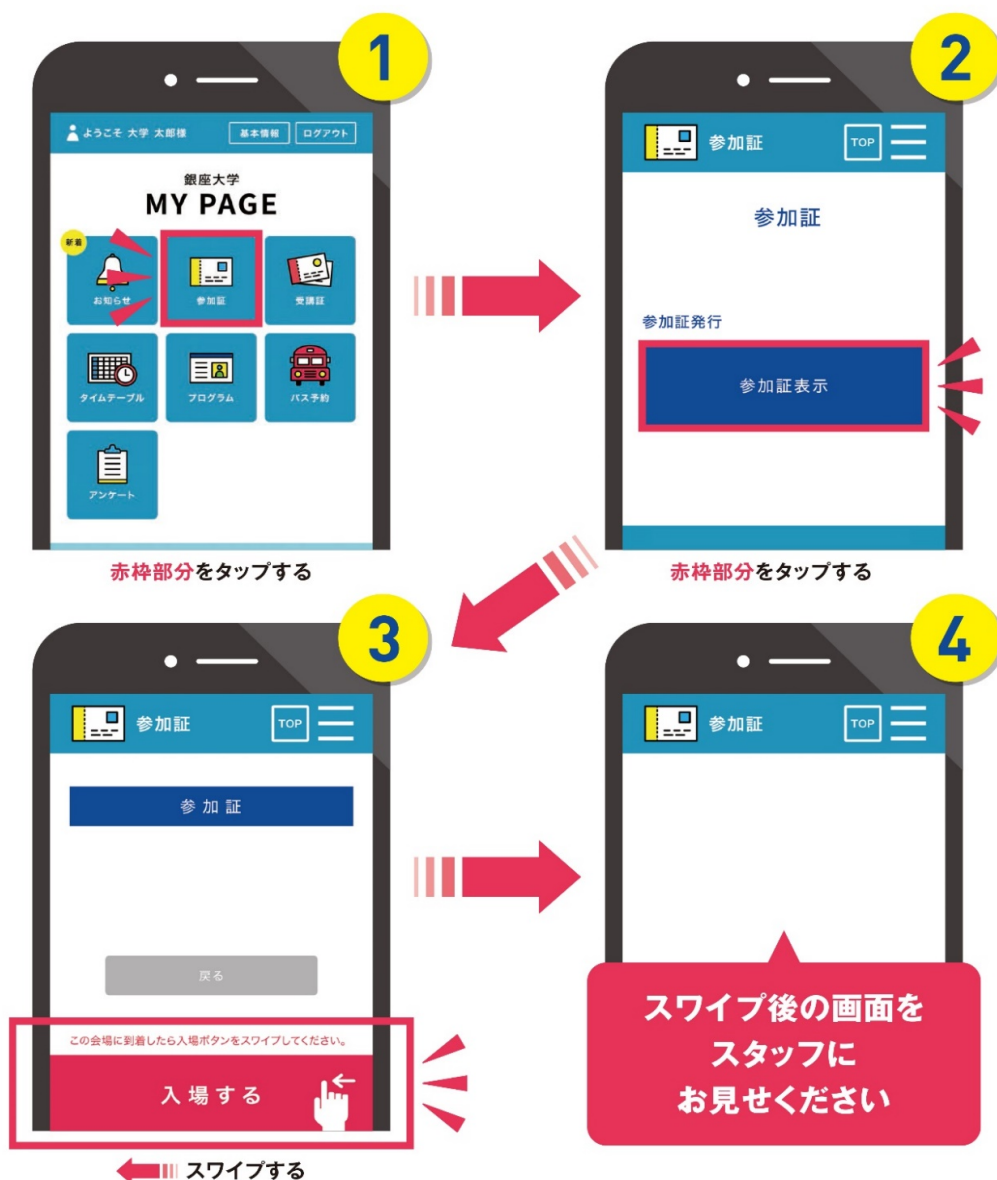 1
ようこそ 大学 太郎様
基本情報
ログアウト
銀座大学
MY PAGE
新着
お知らせ
参加証
受講証
タイムテーブル
プログラム
バス予約
アンケート
赤枠部分をタップする
2
参加証
TOP
参加証
参加証発行
参加証表示
赤枠部分をタップする
3
参加証
TOP
参加証
戻る
この会場に到着したら入場ボタンをスワイプしてください。
入場する
スワイプする
4
参加証
TOP
スワイプ後の画面を
スタッフに
お見せください